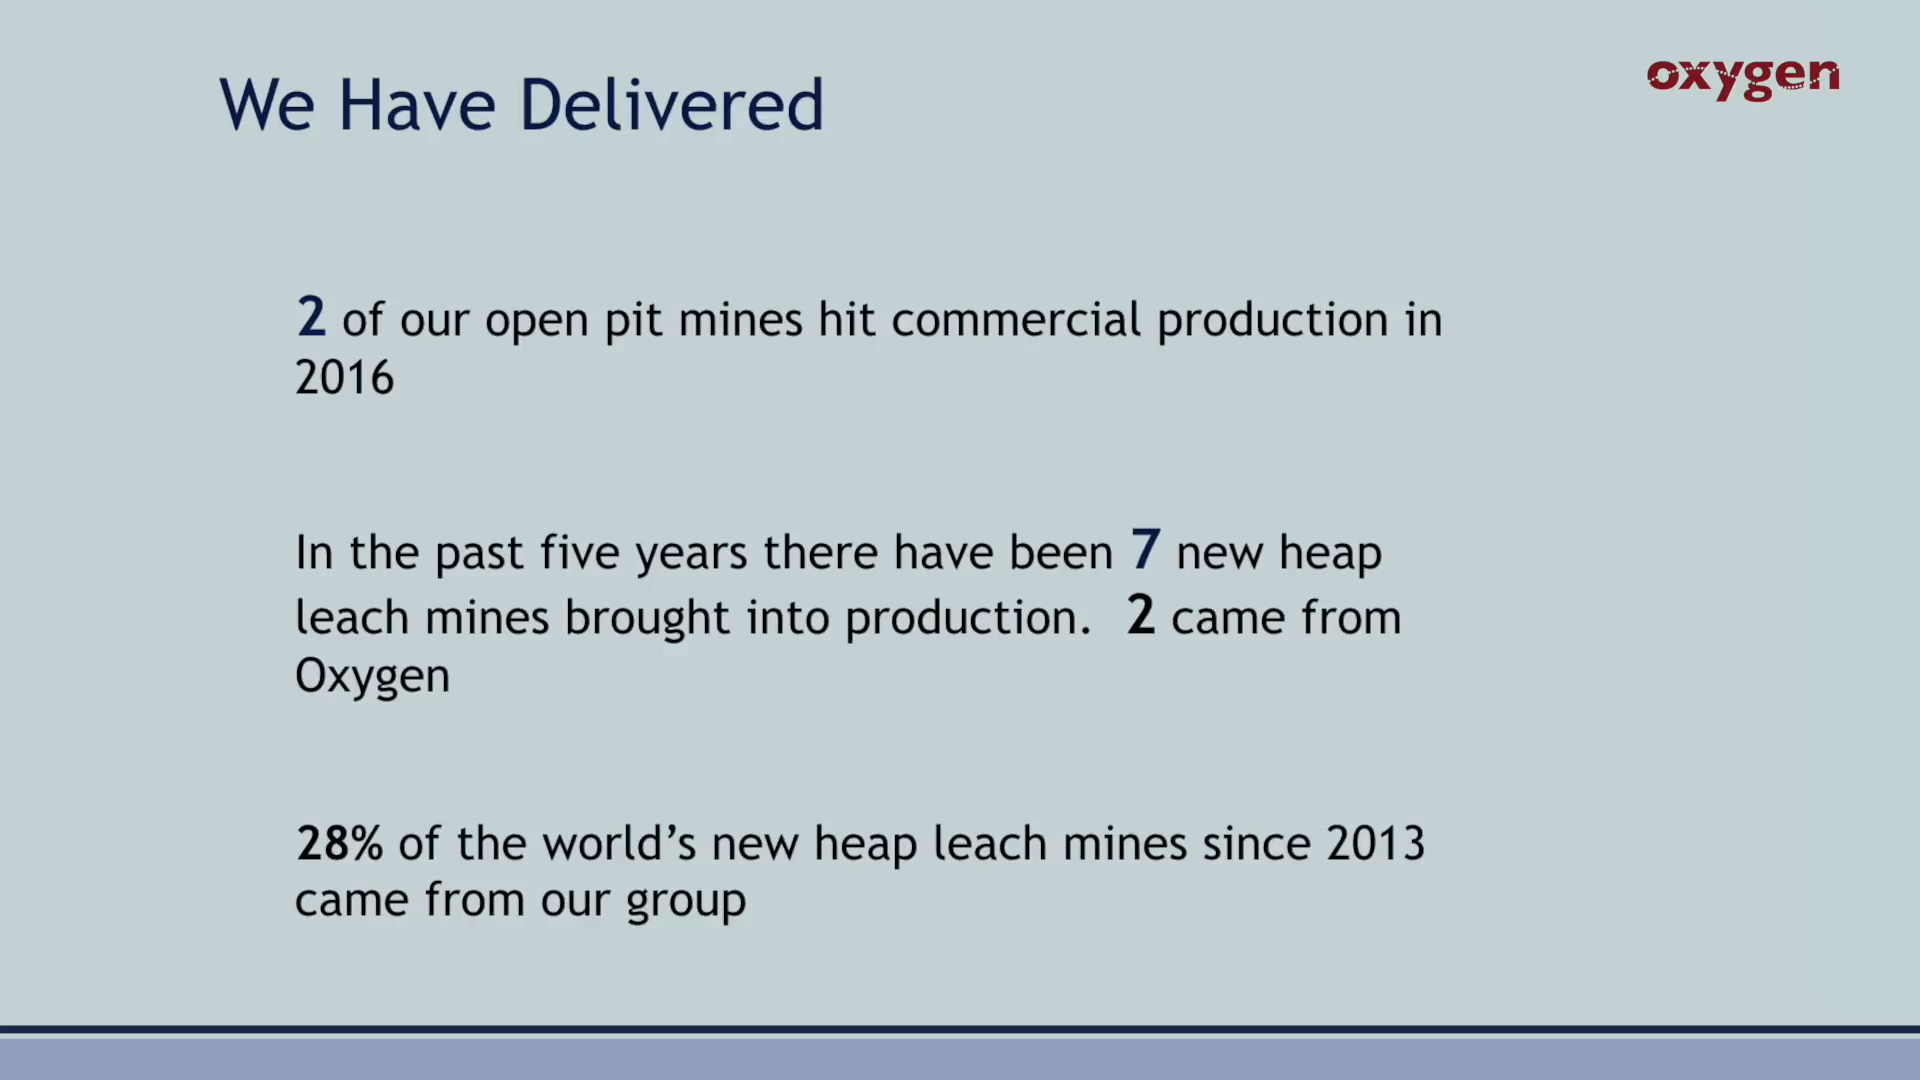 We Have Delivered
oxygen
2 of our open pit mines hit commercial production in
2016
In the past five years there have been 7 new heap
leach mines brought into production.  2 came from
Oxygen
28% of the world’s new heap leach mines since 2013
came from our group